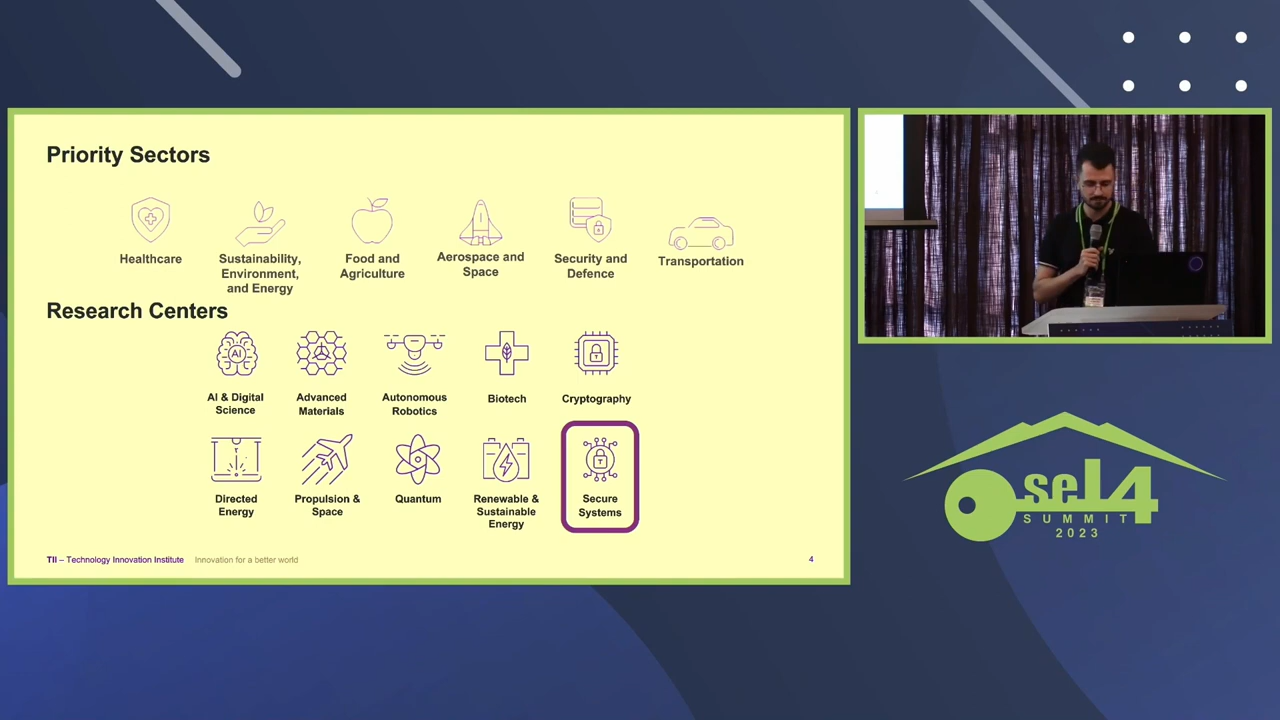 Priority Sectors
Healthcare
Sustainability,
Environment,
and Energy
Food and
Agriculture
Aerospace and
Space
Security and
Defence
Transportation
Research Centers
AI
AI & Digital
Science
Advanced
Materials
Autonomous
Robotics
Biotech
Cryptography
Directed
Energy
Propulsion &
Space
Quantum
Renewable &
Sustainable
Energy
Secure
Systems
TII – Technology Innovation Institute Innovation for a better world
4
seL4
SUMMIT
2023